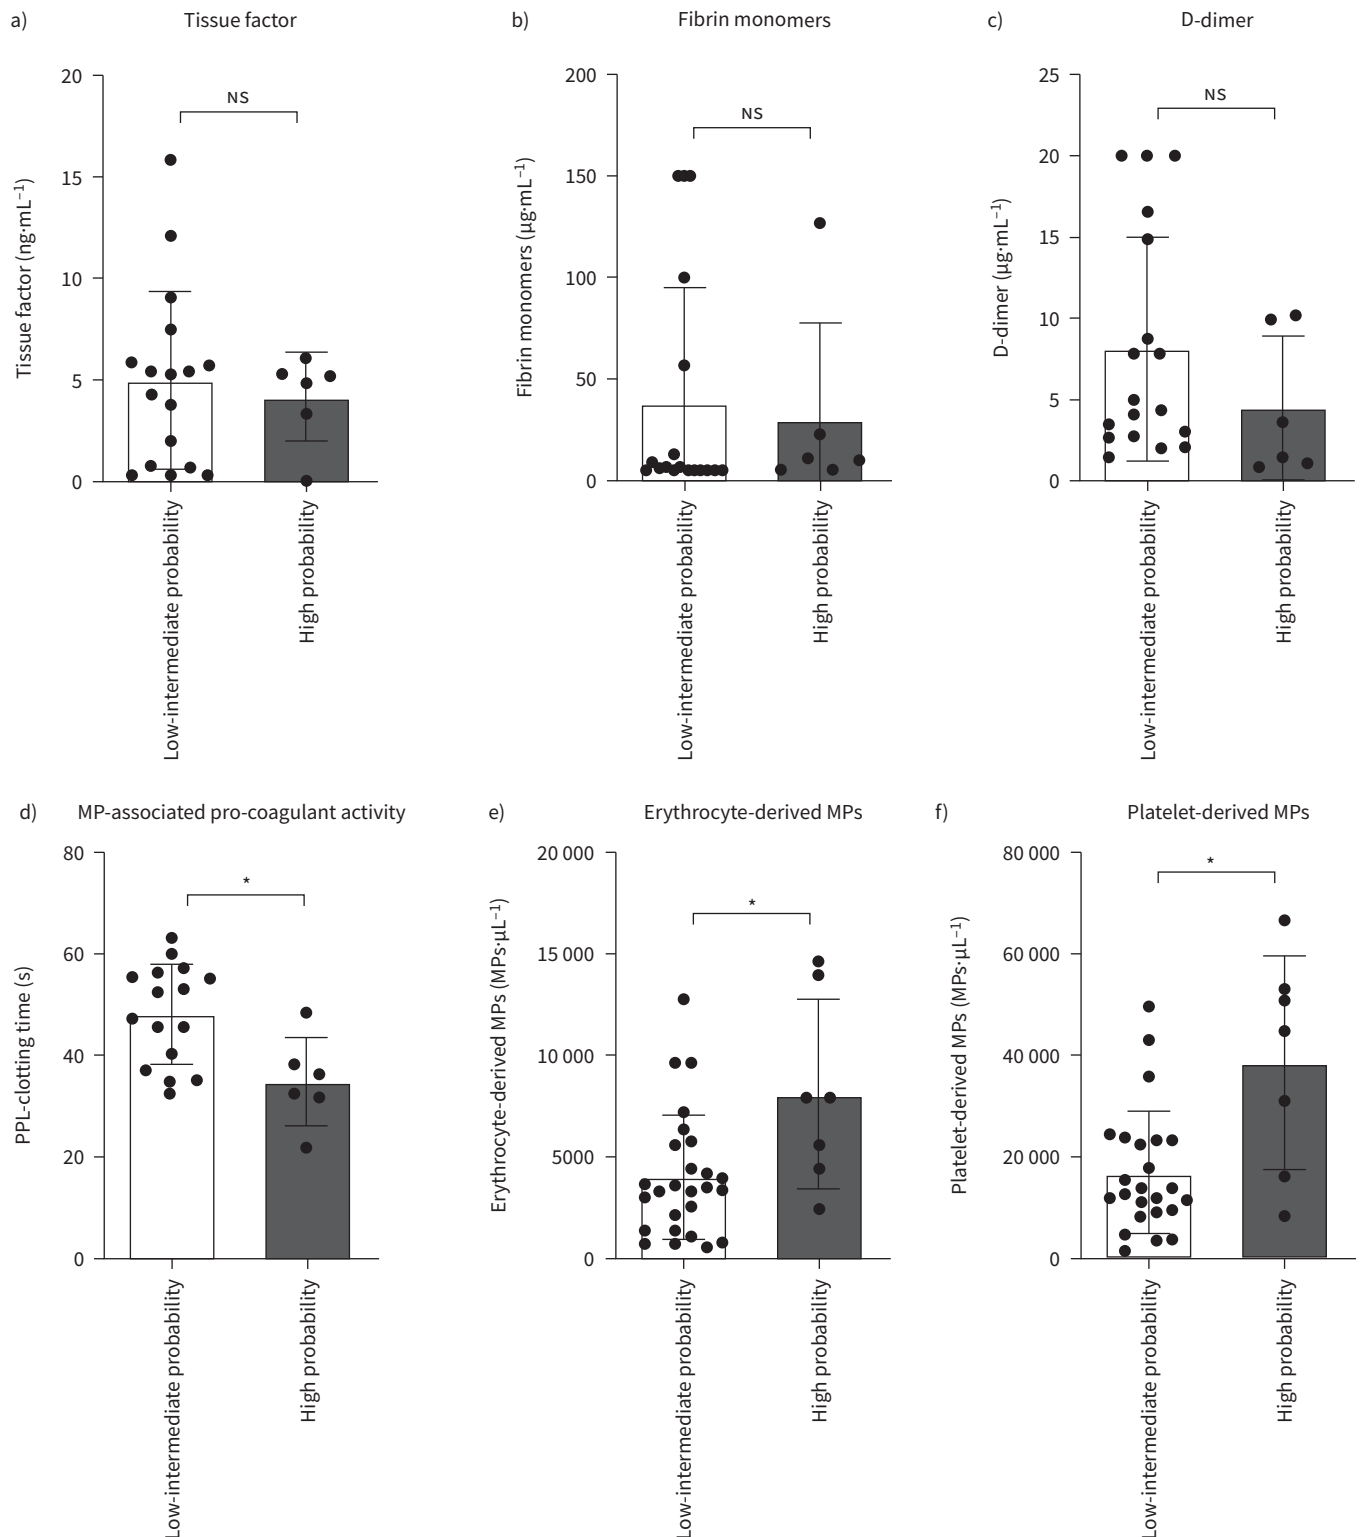 a) Tissue factor
Tissue factor (ng·mL⁻¹)
20
15
10
5
0
NS
Low-intermediate probability
High probability
b) Fibrin monomers
Fibrin monomers (µg·mL⁻¹)
200
150
100
50
0
NS
Low-intermediate probability
High probability
c) D-dimer
D-dimer (µg·mL⁻¹)
25
20
15
10
5
0
NS
Low-intermediate probability
High probability
d) MP-associated pro-coagulant activity
PPL-clotting time (s)
80
60
40
20
0
*
Low-intermediate probability
High probability
e) Erythrocyte-derived MPs
Erythrocyte-derived MPs (MPs·µL⁻¹)
20 000
15 000
10 000
5000
0
*
Low-intermediate probability
High probability
f) Platelet-derived MPs
Platelet-derived MPs (MPs·µL⁻¹)
80 000
60 000
40 000
20 000
0
*
Low-intermediate probability
High probability